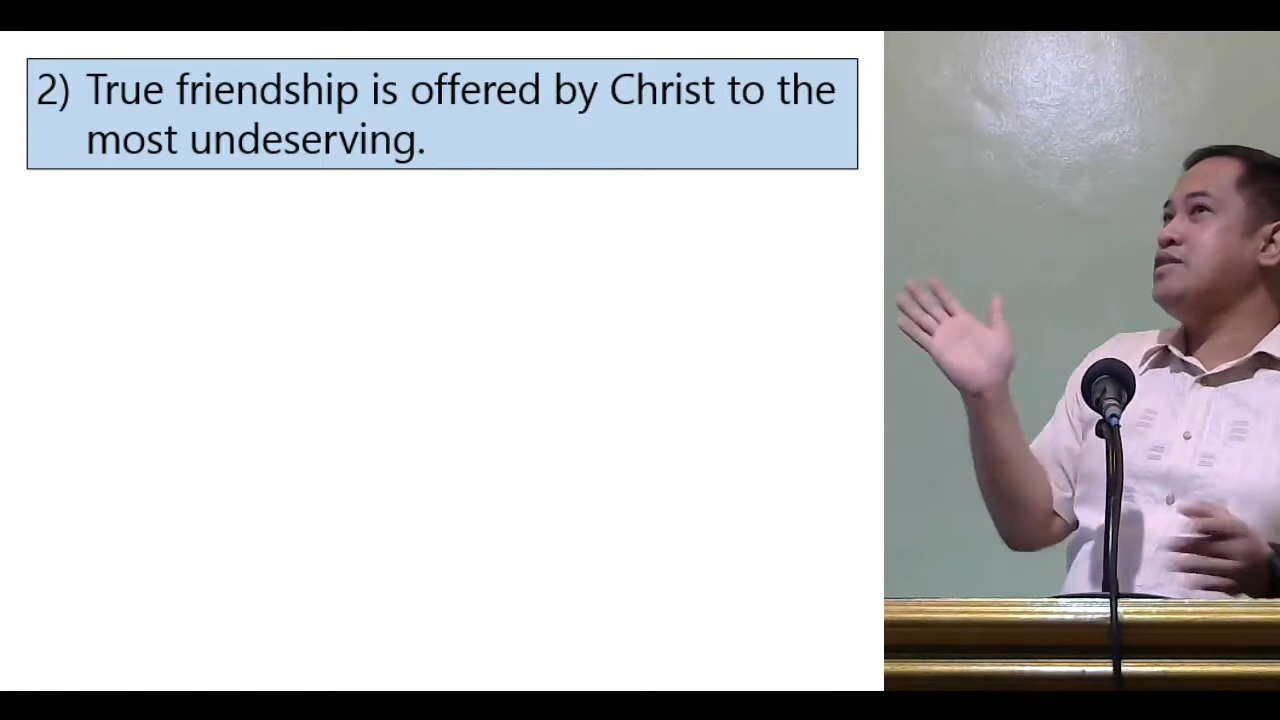 2) True friendship is offered by Christ to the
most undeserving.